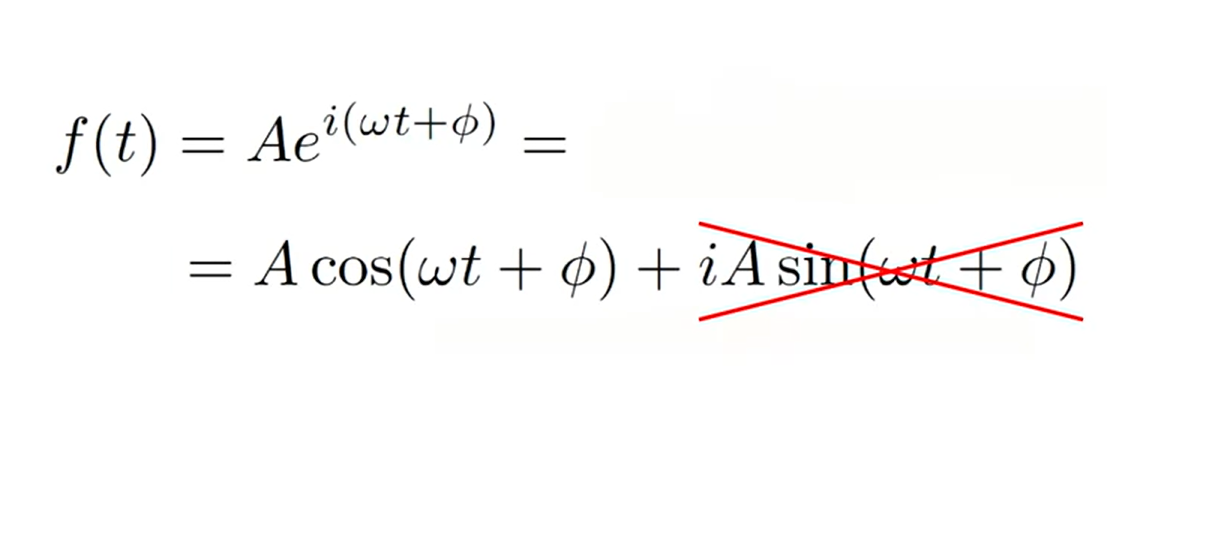 f(t) = Ae^{i(ωt+ϕ)} =
= A cos(ωt + ϕ) + iA sin(ωt + ϕ)